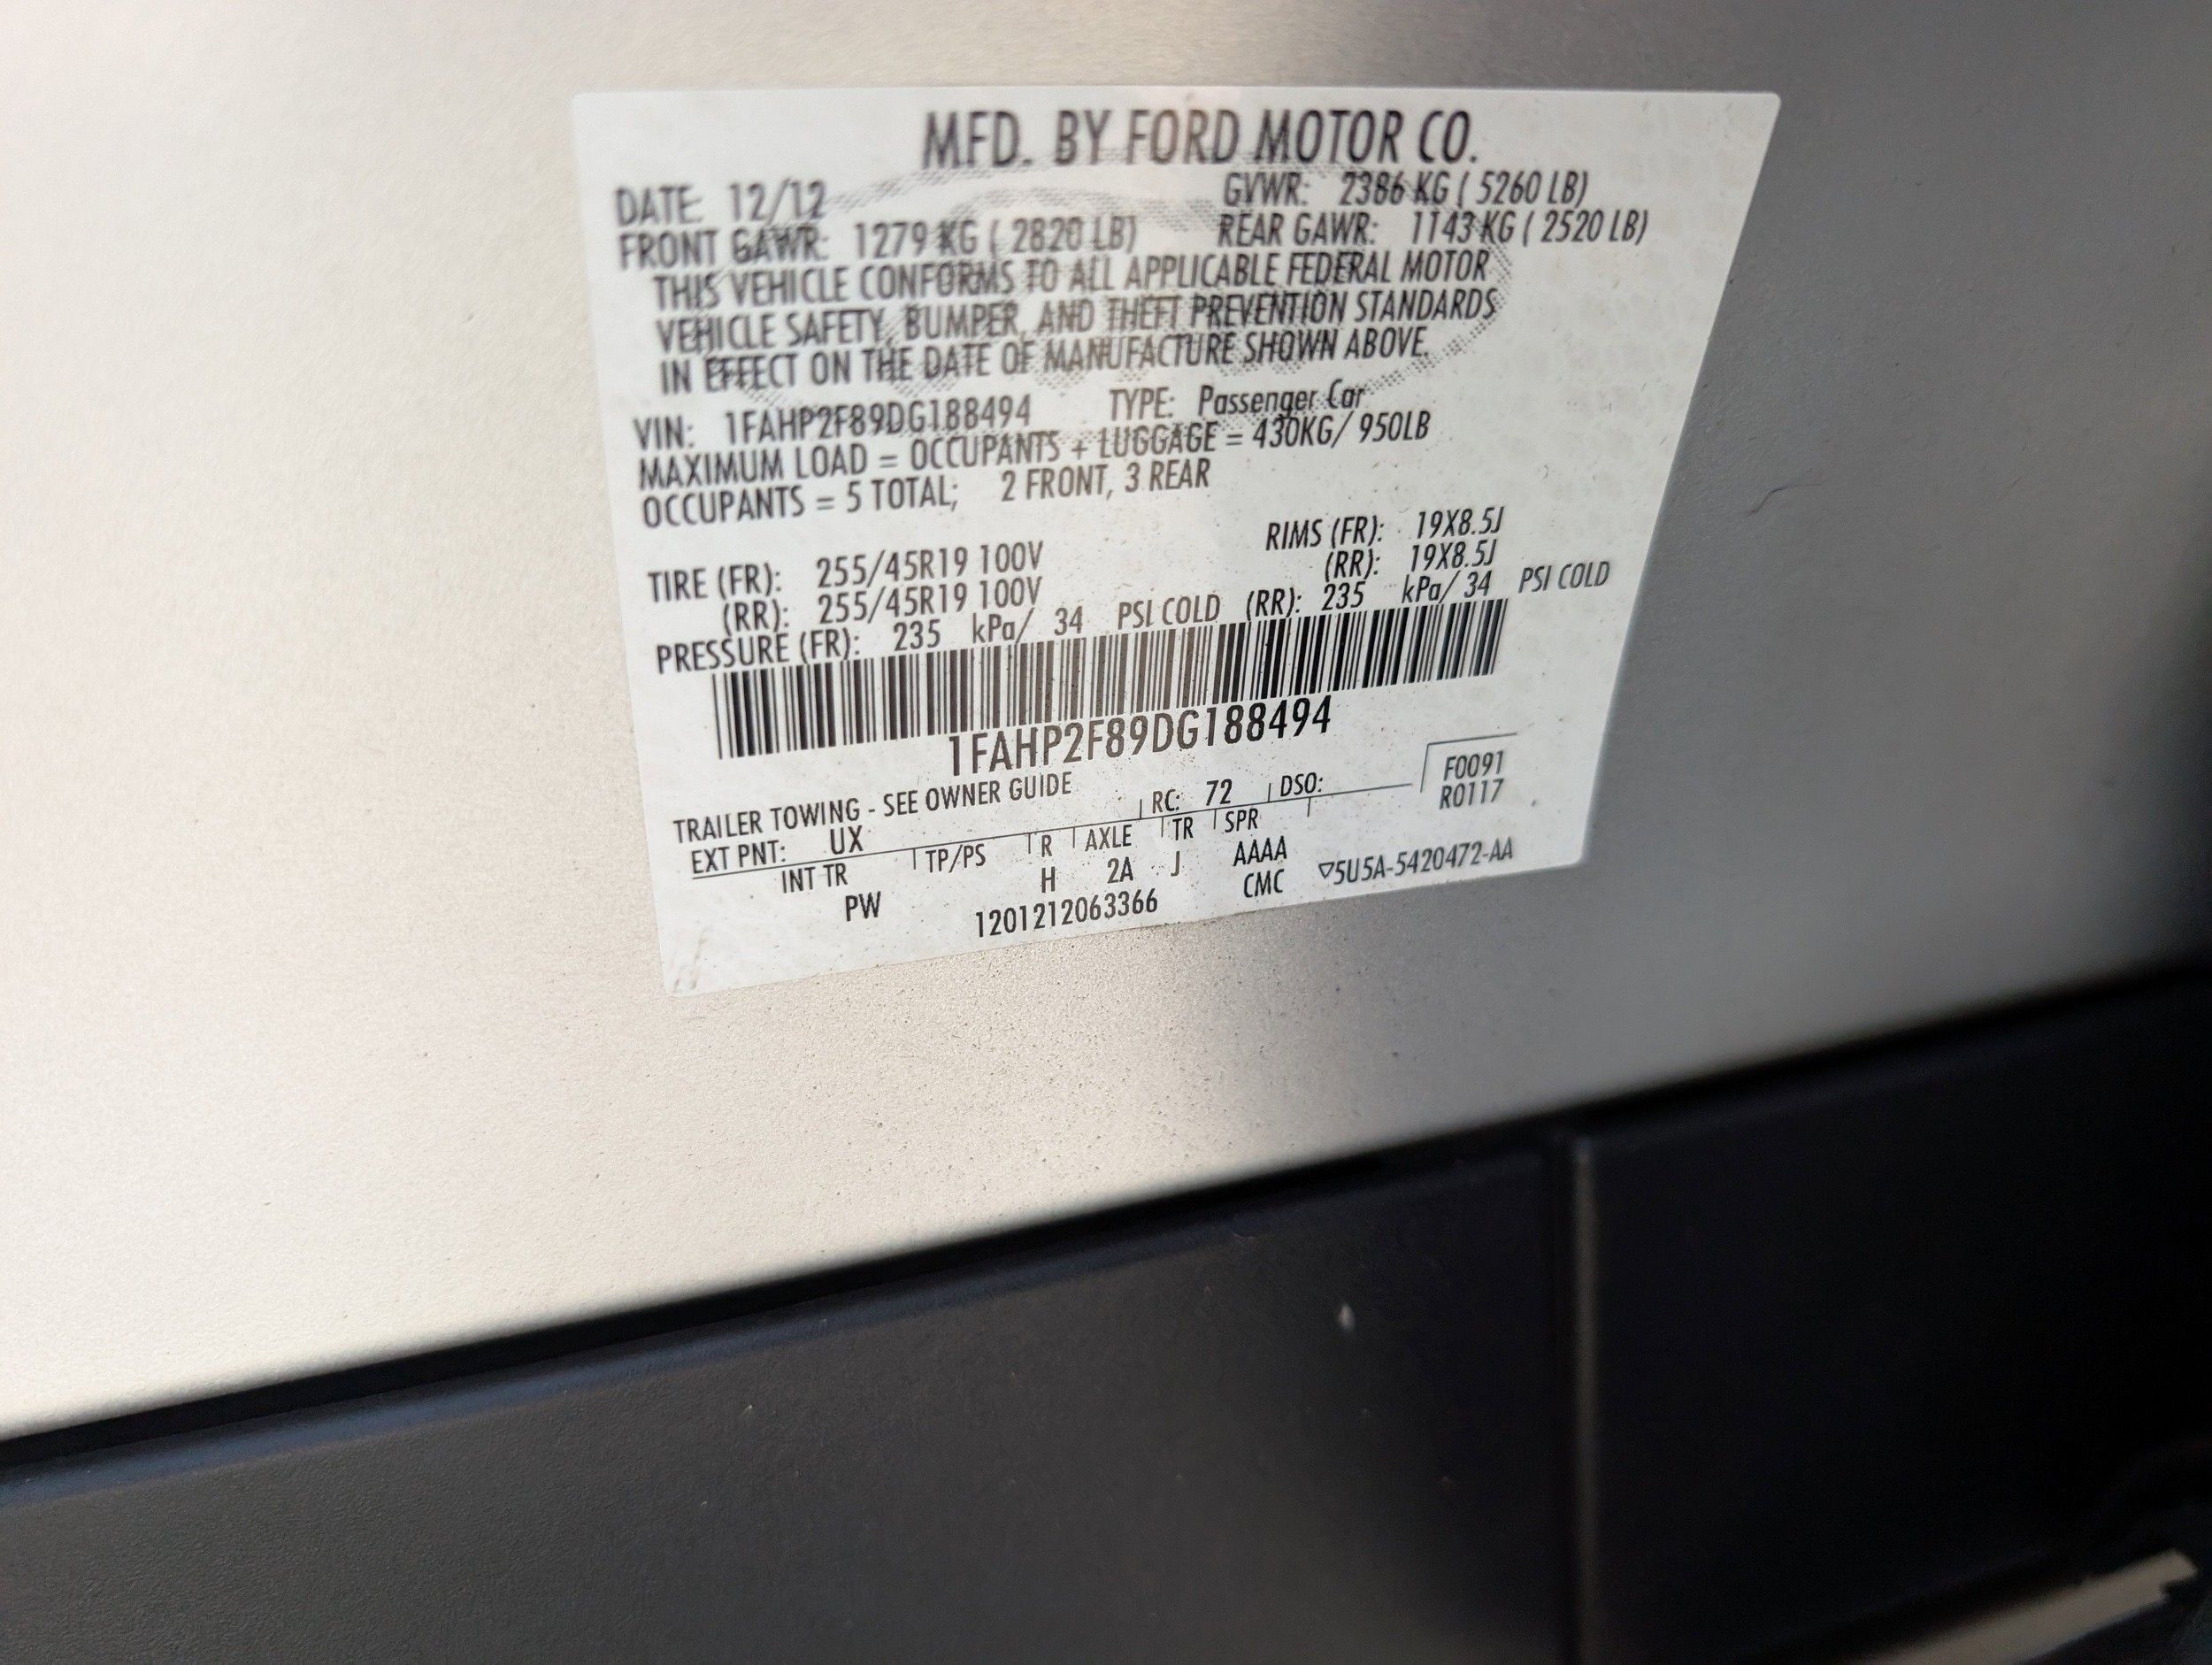 MFD. BY FORD MOTOR CO.
DATE: 12/12 GVWR: 2386 KG ( 5260 LB)
FRONT GAWR: 1279 KG ( 2820 LB) REAR GAWR: 1143 KG ( 2520 LB)
THIS VEHICLE CONFORMS TO ALL APPLICABLE FEDERAL MOTOR
VEHICLE SAFETY, BUMPER, AND THEFT PREVENTION STANDARDS
IN EFFECT ON THE DATE OF MANUFACTURE SHOWN ABOVE.
VIN: 1FAHP2F89DG188494 TYPE: Passenger Car
MAXIMUM LOAD = OCCUPANTS + LUGGAGE = 430KG/ 950LB
OCCUPANTS = 5 TOTAL; 2 FRONT, 3 REAR
TIRE (FR): 255/45R19 100V RIMS (FR): 19X8.5J
(RR): 255/45R19 100V (RR): 19X8.5J
PRESSURE (FR): 235 kPa/ 34 PSI COLD (RR): 235 kPa/ 34 PSI COLD
1FAHP2F89DG188494
TRAILER TOWING - SEE OWNER GUIDE
EXT PNT: UX RC: 72 DSO: F0091
R0117
INT TR TP/PS R AXLE TR SPR
PW H 2A J AAAA
1201212063366 CMC ▽5U5A-5420472-AA